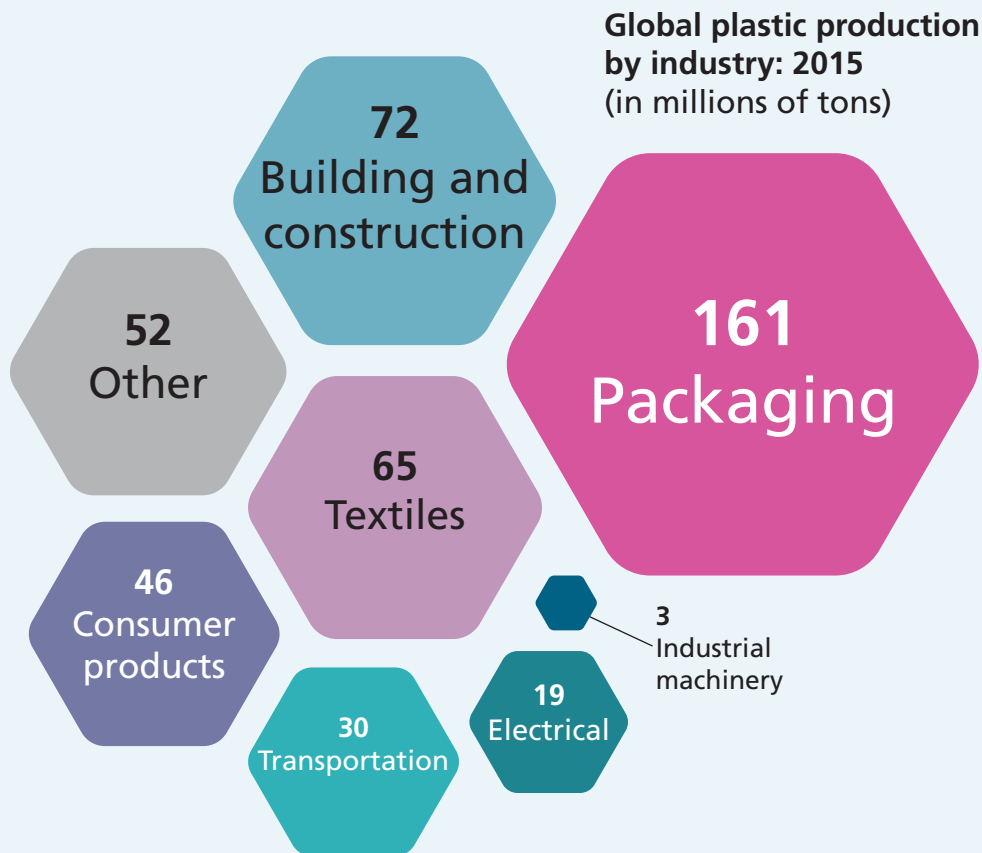 Global plastic production
by industry: 2015
(in millions of tons)
72
Building and
construction
161
Packaging
52
Other
65
Textiles
46
Consumer
products
3
Industrial
machinery
19
Electrical
30
Transportation